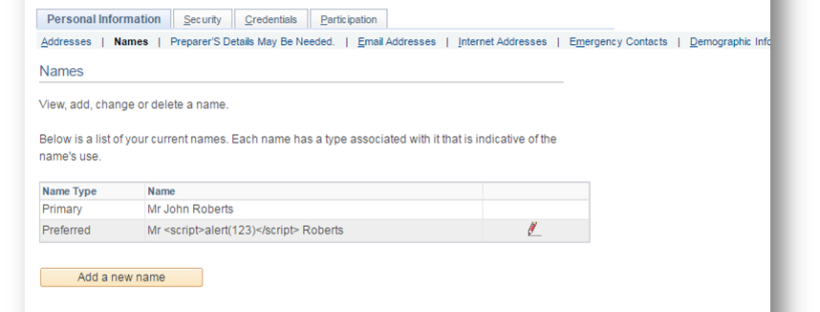 Personal Information Security Credentials Participation
Addresses | Names | Preparer'S Details May Be Needed. | Email Addresses | Internet Addresses | Emergency Contacts | Demographic Info
Names
View, add, change or delete a name.
Below is a list of your current names. Each name has a type associated with it that is indicative of the
name's use.
Name Type Name
Primary Mr John Roberts
Preferred Mr <script>alert(123)</script> Roberts
Add a new name